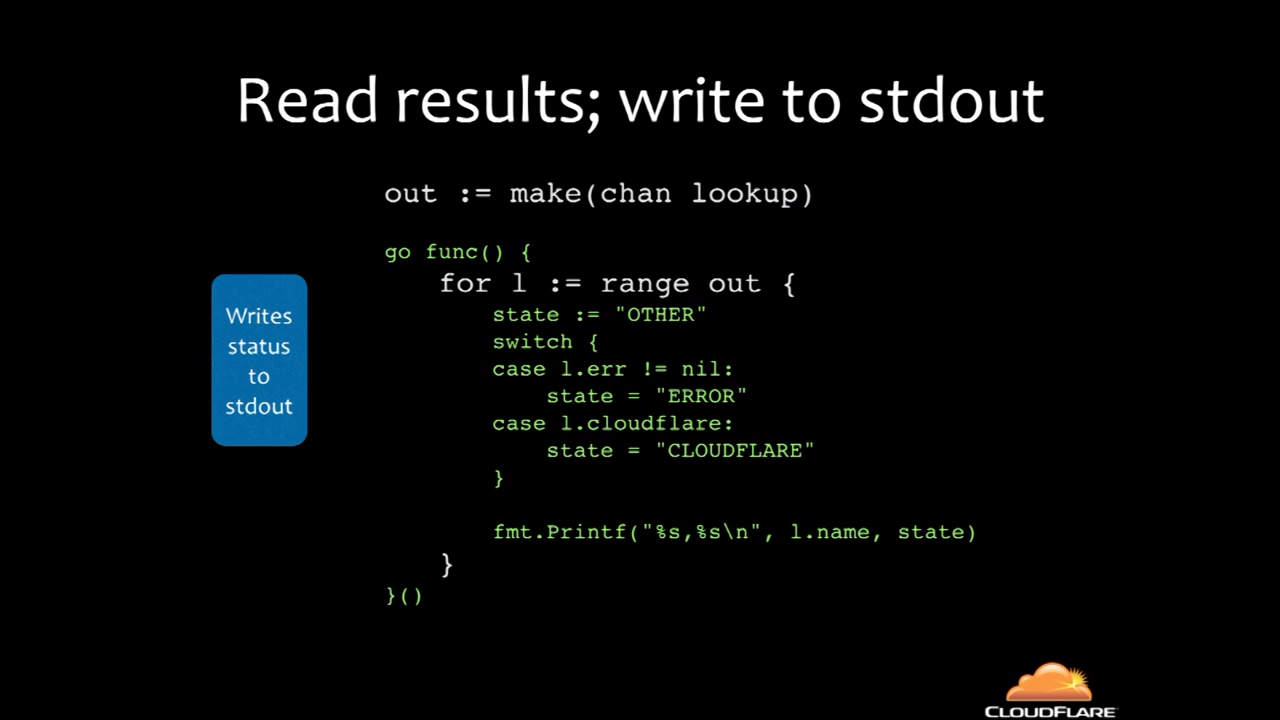 Read results; write to stdout
out := make(chan lookup)
go func() {
    for l := range out {
        state := "OTHER"
        switch {
        case l.err != nil:
            state = "ERROR"
        case l.cloudflare:
            state = "CLOUDFLARE"
        }
        fmt.Printf("%s,%s\n", l.name, state)
    }
}()
Writes
status
to
stdout
CLOUDFLARE